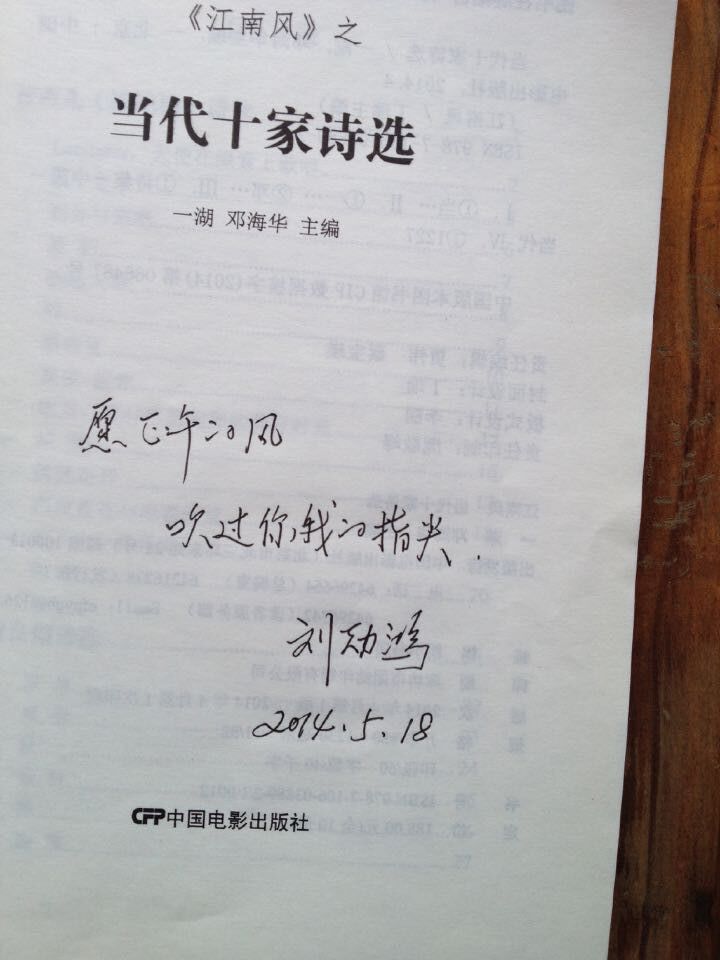 《江南风》之
当代十家诗选
一湖 邓海华 主编
愿正午的风
吹过你我的指尖.
刘劲鸿
2014.5.18
CFP中国电影出版社